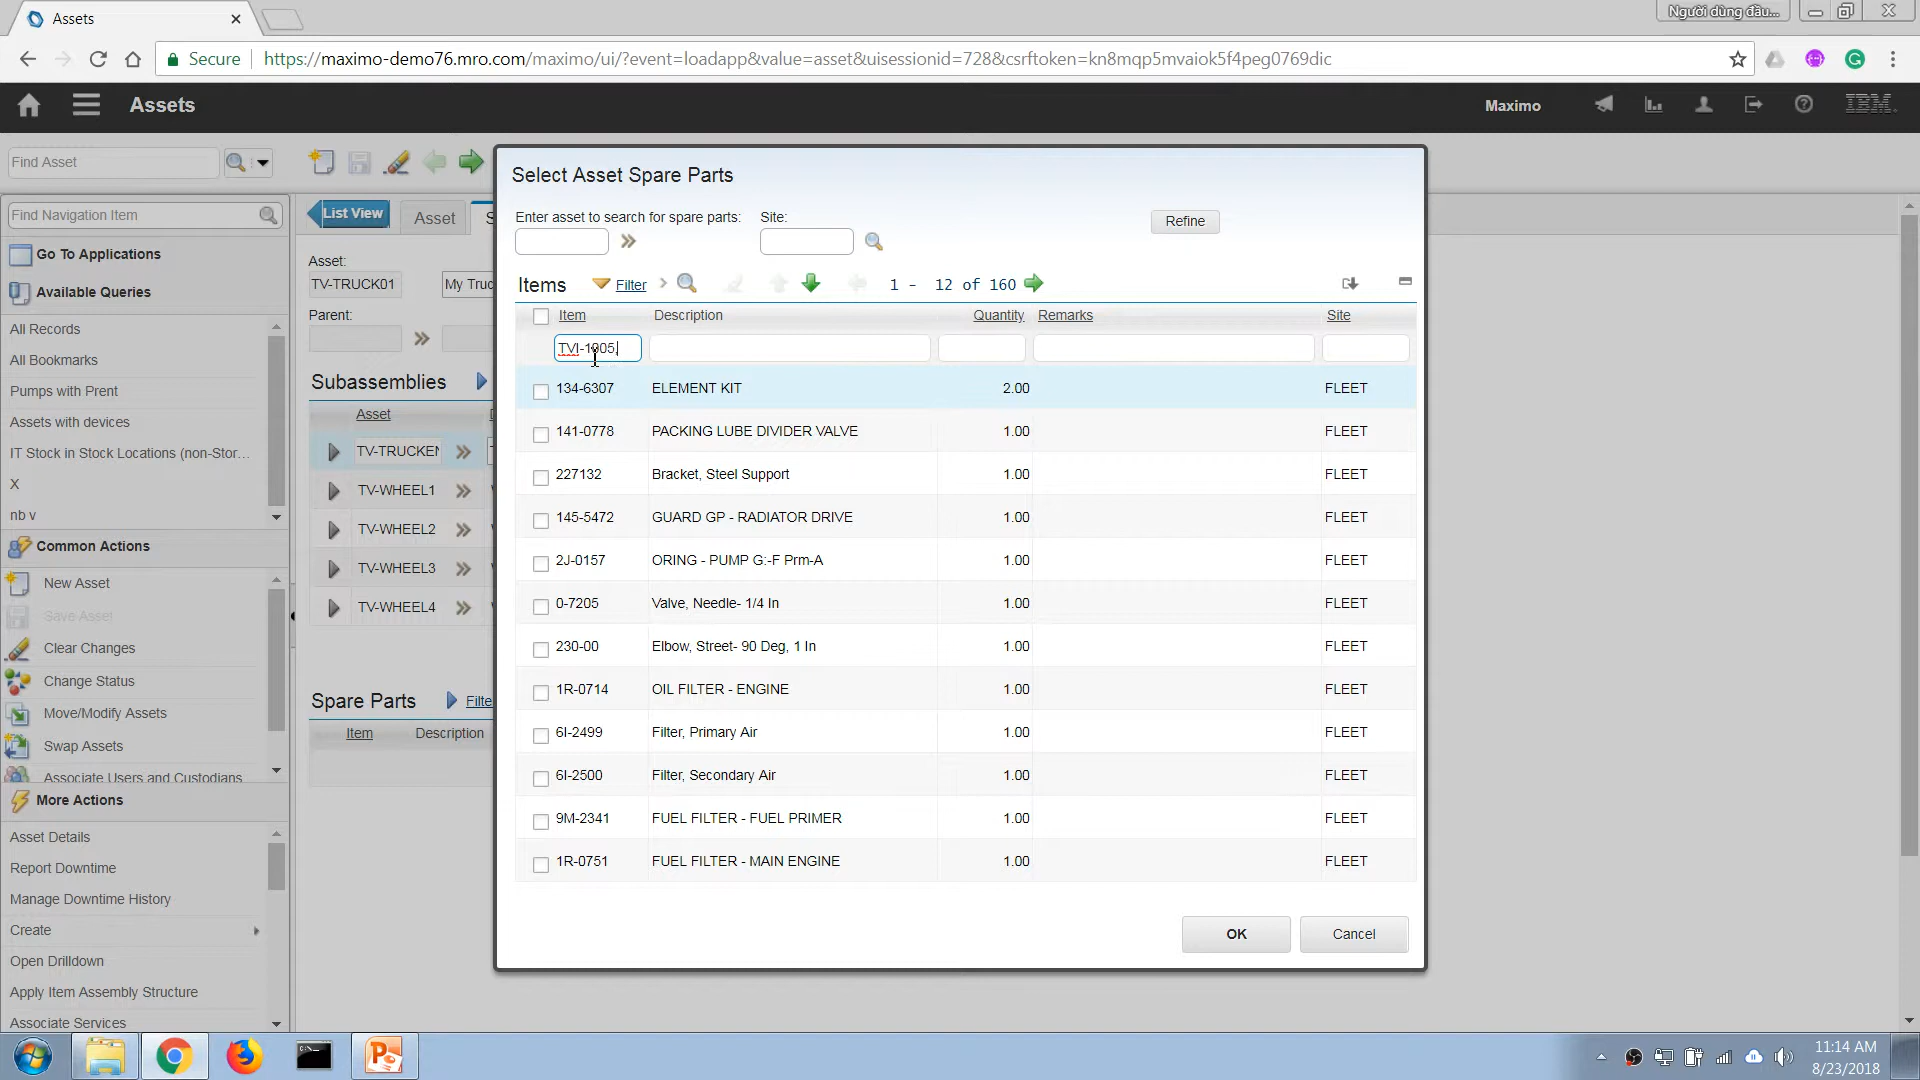 Assets
Người dùng đầu...
Secure
https://maximo-demo76.mro.com/maximo/ui/?event=loadapp&value=asset&uisessionid=728&csrftoken=kn8mqp5mvaiok5f4peg0769dic
Assets
Maximo
IBM.
Find Asset
Find Navigation Item
Go To Applications
Available Queries
All Records
All Bookmarks
Pumps with Prent
Assets with devices
IT Stock in Stock Locations (non-Stor...
X
nb v
Common Actions
New Asset
Save Asset
Clear Changes
Change Status
Move/Modify Assets
Swap Assets
Associate Users and Custodians
More Actions
Asset Details
Report Downtime
Manage Downtime History
Create
Open Drilldown
Apply Item Assembly Structure
Associate Services
List View
Asset
S
Asset:
TV-TRUCK01
My Truc
Parent:
Subassemblies
Asset
TV-TRUCKEN
TV-WHEEL1
TV-WHEEL2
TV-WHEEL3
TV-WHEEL4
Spare Parts
Filte
Item Description
Select Asset Spare Parts
Enter asset to search for spare parts: Site:
Refine
Items Filter 1 - 12 of 160
Item Description Quantity Remarks Site
TVI-1005,
134-6307 ELEMENT KIT 2.00 FLEET
141-0778 PACKING LUBE DIVIDER VALVE 1.00 FLEET
227132 Bracket, Steel Support 1.00 FLEET
145-5472 GUARD GP - RADIATOR DRIVE 1.00 FLEET
2J-0157 ORING - PUMP G:-F Prm-A 1.00 FLEET
0-7205 Valve, Needle- 1/4 In 1.00 FLEET
230-00 Elbow, Street- 90 Deg, 1 In 1.00 FLEET
1R-0714 OIL FILTER - ENGINE 1.00 FLEET
6I-2499 Filter, Primary Air 1.00 FLEET
6I-2500 Filter, Secondary Air 1.00 FLEET
9M-2341 FUEL FILTER - FUEL PRIMER 1.00 FLEET
1R-0751 FUEL FILTER - MAIN ENGINE 1.00 FLEET
OK
Cancel
11:14 AM
8/23/2018